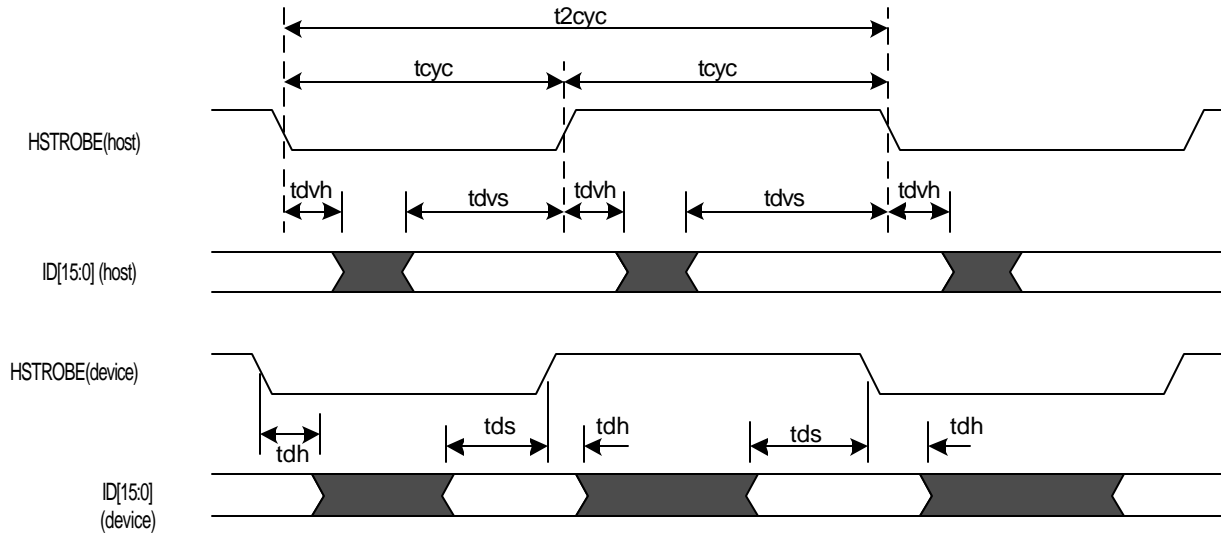 t2cyc
tcyc tcyc
HSTROBE(host)
tdvh tdvs tdvh tdvs tdvh
ID[15:0] (host)
HSTROBE(device)
tdh tds tdh tds tdh
ID[15:0]
(device)